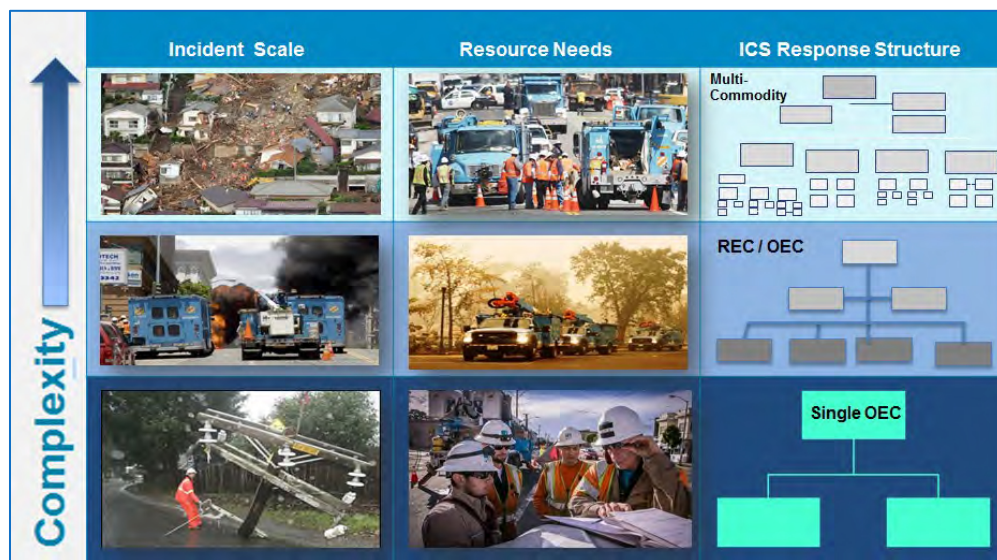 Incident Scale
Resource Needs
ICS Response Structure
Multi-
Commodity
REC / OEC
Single OEC
Complexity